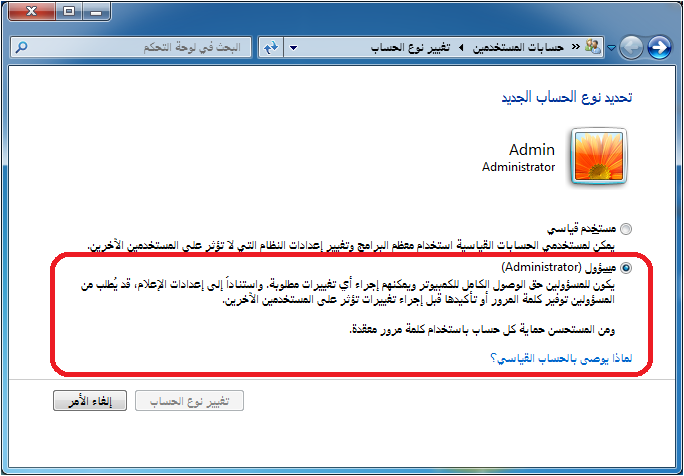 « حسابات المستخدمين ◂ تغيير نوع الحساب
البحث في لوحة التحكم
تحديد نوع الحساب الجديد
Admin
Administrator
مستخدم قياسي
يمكن لمستخدمي الحسابات القياسية استخدام معظم البرامج وتغيير إعدادات النظام التي لا تؤثر على المستخدمين الآخرين.
مسؤول (Administrator)
يكون للمسؤولين حق الوصول الكامل للكمبيوتر ويمكنهم إجراء أي تغييرات مطلوبة. واستناداً إلى إعدادات الإعلام، قد يُطلب من
المسؤولين توفير كلمة المرور أو تأكيدها قبل إجراء تغييرات تؤثر على المستخدمين الآخرين.
ومن المستحسن حماية كل حساب باستخدام كلمة مرور معقدة.
لماذا يوصى بالحساب القياسي؟
تغيير نوع الحساب
إلغاء الأمر